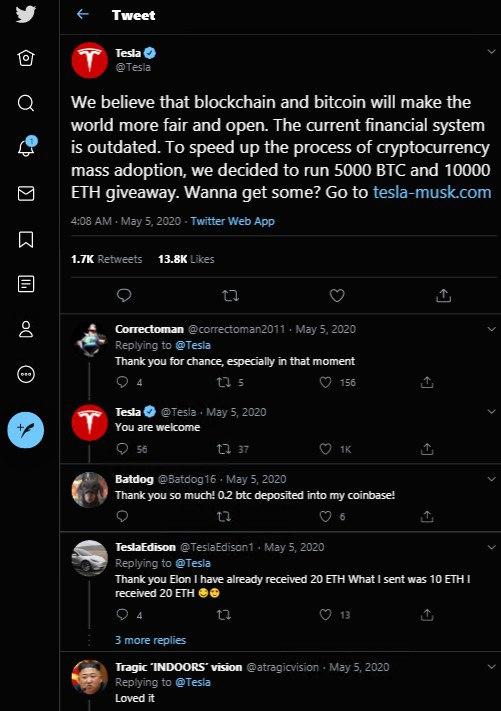 Tweet
Tesla
@Tesla
We believe that blockchain and bitcoin will make the
world more fair and open. The current financial system
is outdated. To speed up the process of cryptocurrency
mass adoption, we decided to run 5000 BTC and 10000
ETH giveaway. Wanna get some? Go to tesla-musk.com
4:08 AM · May 5, 2020 · Twitter Web App
1.7K Retweets 13.8K Likes
Correctoman @correctoman2011 · May 5, 2020
Replying to @Tesla
Thank you for chance, especially in that moment
4 5 156
Tesla @Tesla · May 5, 2020
You are welcome
56 37 1K
Batdog @Batdog16 · May 5, 2020
Thank you so much! 0.2 btc deposited into my coinbase!
6
TeslaEdison @TeslaEdison1 · May 5, 2020
Replying to @Tesla
Thank you Elon I have already received 20 ETH What I sent was 10 ETH I
received 20 ETH 😄😍
4 13
3 more replies
Tragic ‘INDOORS’ vision @atragicvision · May 5, 2020
Replying to @Tesla
Loved it
1